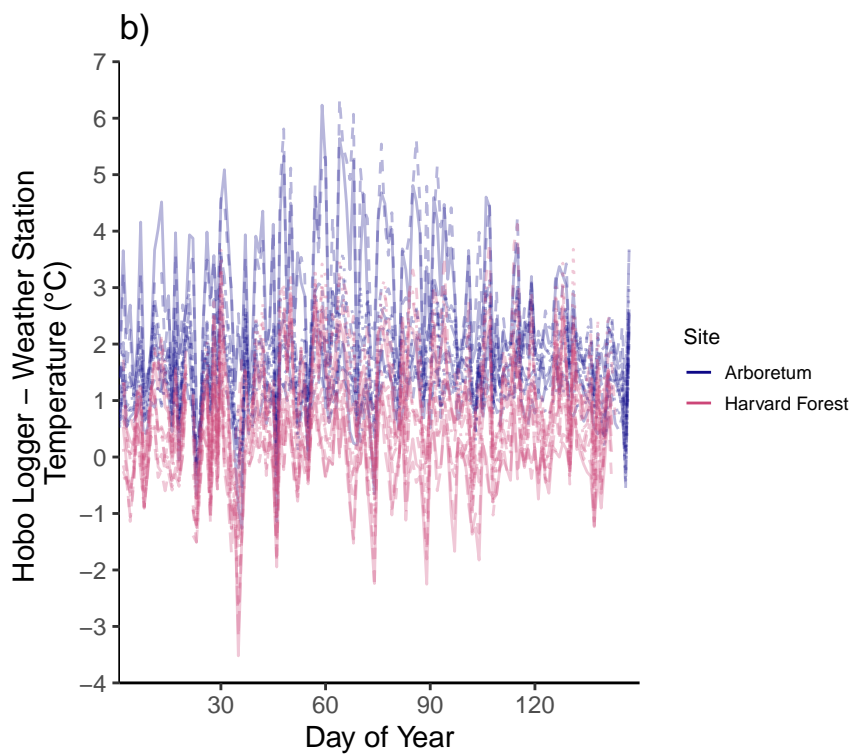 b)
Hobo Logger − Weather Station
Temperature (°C)
7
6
5
4
3
2
1
0
−1
−2
−3
−4
30 60 90 120
Day of Year
Site
Arboretum
Harvard Forest